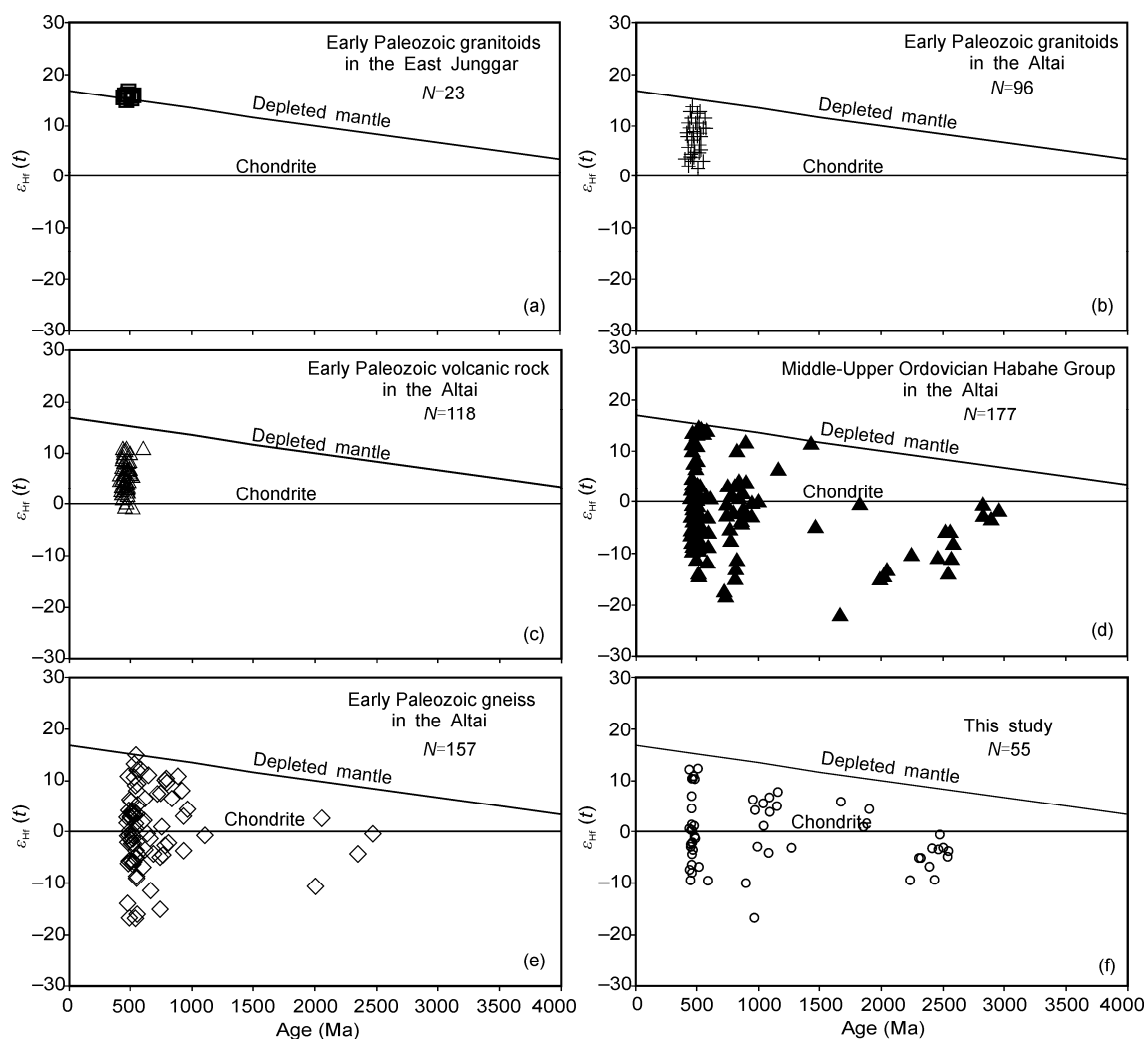 30
20
10
0
–10
–20
–30
εHf (t)
Early Paleozoic granitoids
in the East Junggar
N=23
Depleted mantle
Chondrite
(a)
30
20
10
0
–10
–20
–30
εHf (t)
Early Paleozoic granitoids
in the Altai
N=96
Depleted mantle
Chondrite
(b)
30
20
10
0
–10
–20
–30
εHf (t)
Early Paleozoic volcanic rock
in the Altai
N=118
Depleted mantle
Chondrite
(c)
30
20
10
0
–10
–20
–30
εHf (t)
Middle-Upper Ordovician Habahe Group
in the Altai
N=177
Depleted mantle
Chondrite
(d)
30
20
10
0
–10
–20
–30
εHf (t)
Early Paleozoic gneiss
in the Altai
N=157
Depleted mantle
Chondrite
(e)
0 500 1000 1500 2000 2500 3000 3500 4000
Age (Ma)
30
20
10
0
–10
–20
–30
εHf (t)
This study
N=55
Depleted mantle
Chondrite
(f)
0 500 1000 1500 2000 2500 3000 3500 4000
Age (Ma)